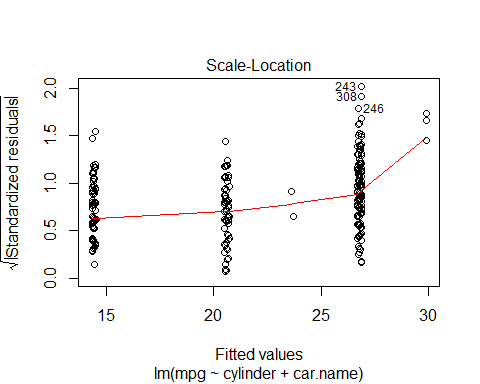 Scale-Location
√|Standardized residuals|
2.0
1.5
1.0
0.5
0.0
243
308
246
15 20 25 30
Fitted values
lm(mpg ~ cylinder + car.name)